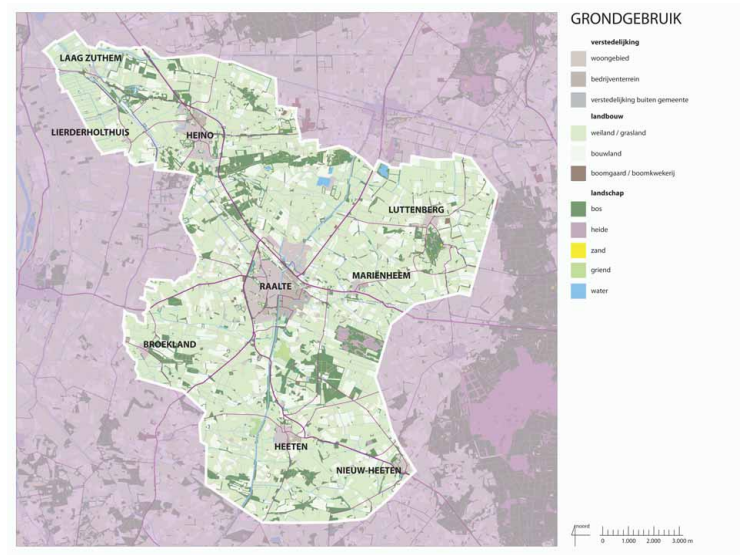 GRONDGEBRUIK
verstedelijking
woongebied
bedrijventerrein
verstedelijking buiten gemeente
landbouw
weiland / grasland
bouwland
boomgaard / boomkwekerij
landschap
bos
heide
zand
griend
water
LAAG ZUTHEM
LIERDERHOLTHUIS
HEINO
LUTTENBERG
MARIËNHEEM
RAALTE
BROEKLAND
HEETEN
NIEUW-HEETEN
noord
0 1.000 2.000 3.000 m